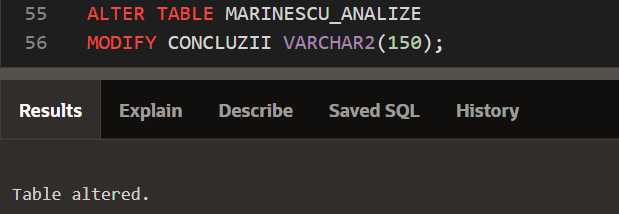 55 ALTER TABLE MARINESCU_ANALIZE
56 MODIFY CONCLUZII VARCHAR2(150);
Results Explain Describe Saved SQL History
Table altered.